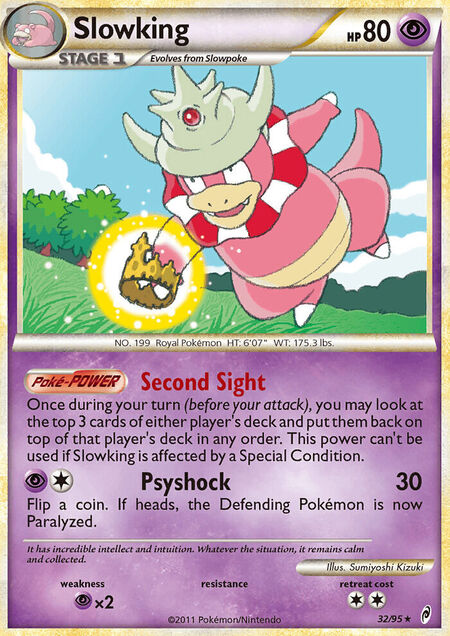 Slowking
HP 80
STAGE 1
Evolves from Slowpoke
NO. 199 Royal Pokémon HT: 6'07" WT: 175.3 lbs.
Poké-POWER Second Sight
Once during your turn (before your attack), you may look at
the top 3 cards of either player's deck and put them back on
top of that player's deck in any order. This power can't be
used if Slowking is affected by a Special Condition.
Psyshock 30
Flip a coin. If heads, the Defending Pokémon is now
Paralyzed.
It has incredible intellect and intuition. Whatever the situation, it remains calm
and collected.
Illus. Sumiyoshi Kizuki
weakness resistance retreat cost
×2
32/95 ★
©2011 Pokémon/Nintendo